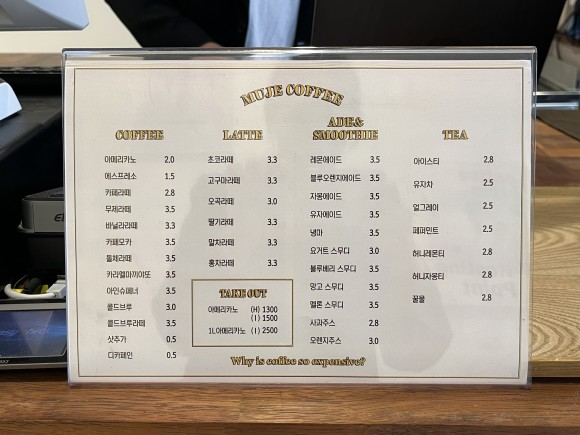 MUJE COFFEE
COFFEE
아메리카노 2.0
에스프레소 1.5
카페라떼 2.8
무제라떼 3.5
바닐라라떼 3.3
카페모카 3.5
돌체라떼 3.5
카라멜마끼야또 3.5
아인슈페너 3.5
콜드브루 3.0
콜드브루라떼 3.5
샷추가 0.5
디카페인 0.5
LATTE
초코라떼 3.3
고구마라떼 3.3
오곡라떼 3.0
딸기라떼 3.3
말차라떼 3.3
홍차라떼 3.3
TAKE OUT
아메리카노 (H) 1300
(I) 1500
1L아메리카노 (I) 2500
ADE &
SMOOTHIE
레몬에이드 3.5
블루오렌지에이드 3.5
자몽에이드 3.5
유자에이드 3.5
냉마 3.5
요거트 스무디 3.0
블루베리 스무디 3.5
망고 스무디 3.5
멜론 스무디 3.5
사과주스 2.8
오렌지주스 3.0
TEA
아이스티 2.8
유자차 2.5
얼그레이 2.5
페퍼민트 2.5
허니레몬티 2.8
허니자몽티 2.8
꿀물 2.8
Why is coffee so expensive?